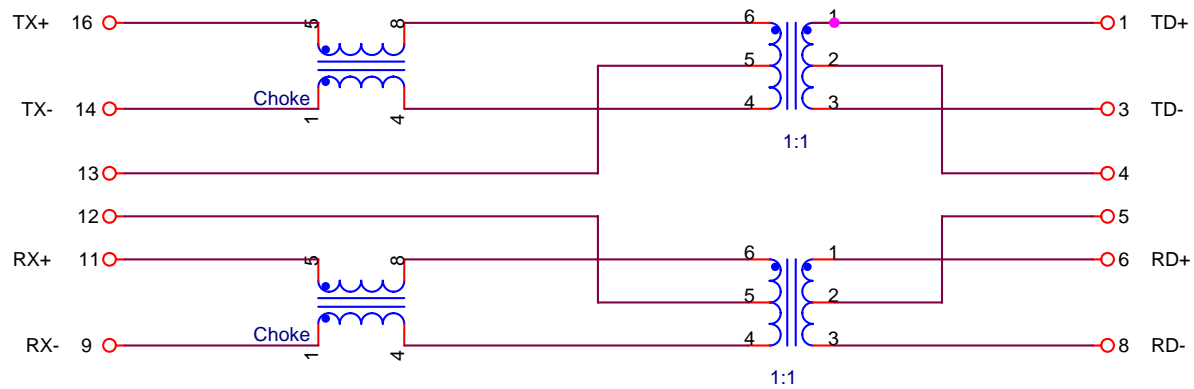 TX+ 16 5 8 6 1 1 TD+
5 2
TX- 14 Choke 1 4 4 3 3 TD-
1:1
13 4
12 5
RX+ 11 5 8 6 1 6 RD+
5 2
RX- 9 Choke 1 4 4 3 8 RD-
1:1